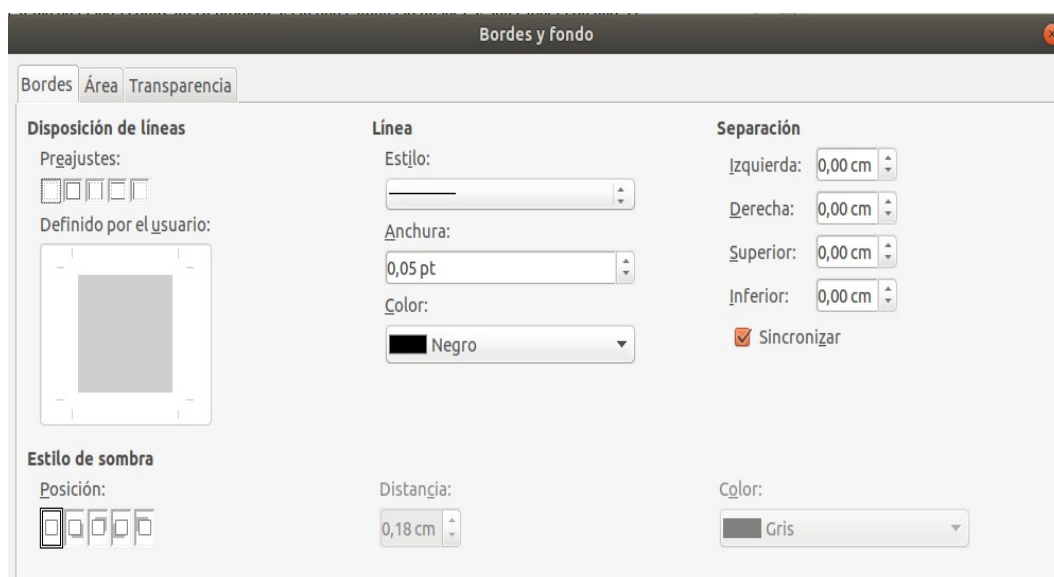 Bordes y fondo
Bordes Área Transparencia
Disposición de líneas
Preajustes:
Definido por el usuario:
Línea
Estilo:
Anchura:
0,05 pt
Color:
Negro
Separación
Izquierda: 0,00 cm
Derecha: 0,00 cm
Superior: 0,00 cm
Inferior: 0,00 cm
Sincronizar
Estilo de sombra
Posición:
Distancia:
0,18 cm
Color:
Gris